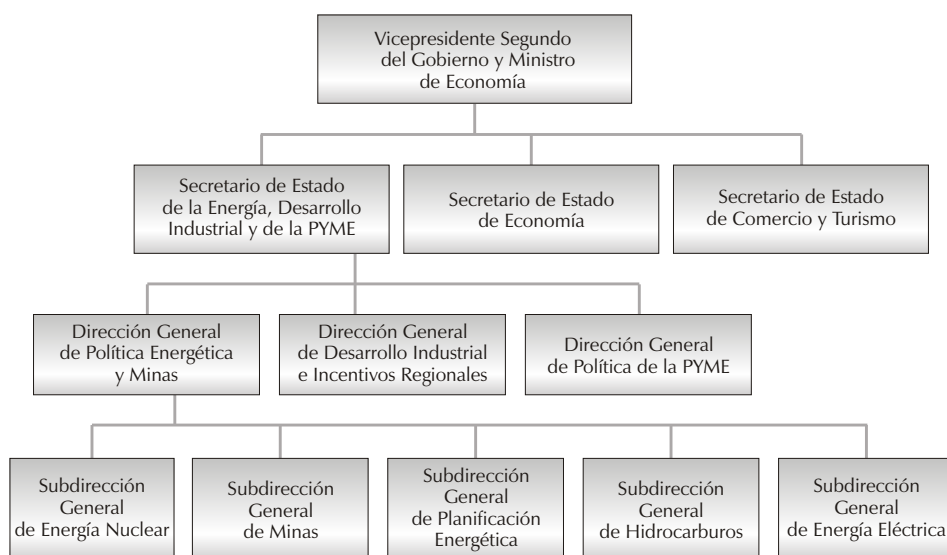 Vicepresidente Segundo
del Gobierno y Ministro
de Economía
Secretario de Estado
de la Energía, Desarrollo
Industrial y de la PYME
Secretario de Estado
de Economía
Secretario de Estado
de Comercio y Turismo
Dirección General
de Política Energética
y Minas
Dirección General
de Desarrollo Industrial
e Incentivos Regionales
Dirección General
de Política de la PYME
Subdirección
General
de Energía Nuclear
Subdirección
General
de Minas
Subdirección
General
de Planificación
Energética
Subdirección
General
de Hidrocarburos
Subdirección
General
de Energía Eléctrica